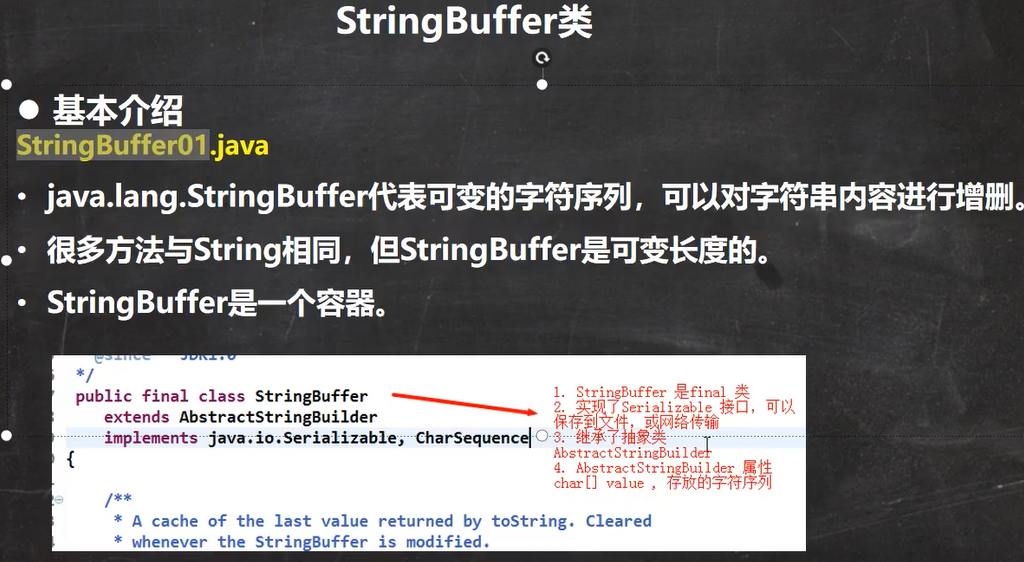 StringBuffer类
● 基本介绍
StringBuffer01.java
• java.lang.StringBuffer代表可变的字符序列，可以对字符串内容进行增删。
• 很多方法与String相同，但StringBuffer是可变长度的。
• StringBuffer是一个容器。
@since JDK1.0
*/
public final class StringBuffer
extends AbstractStringBuilder
implements java.io.Serializable, CharSequence
{
/**
* A cache of the last value returned by toString. Cleared
* whenever the StringBuffer is modified.
1. StringBuffer 是final 类
2. 实现了Serializable 接口，可以
保存到文件，或网络传输
3. 继承了抽象类
AbstractStringBuilder
4. AbstractStringBuilder 属性
char[] value ，存放的字符序列